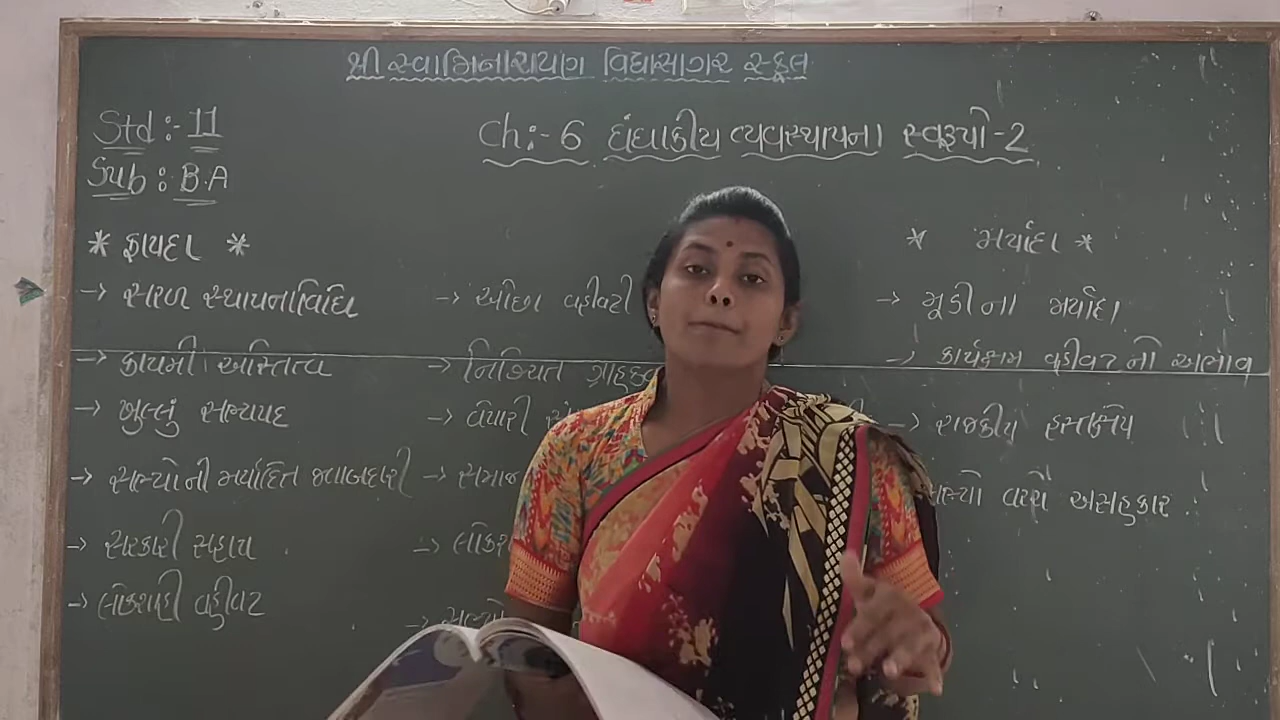 શ્રી સ્વામિનારાયણ વિદ્યાસાગર સ્કૂલ
Std :- 11
Ch :- 6 ધંધાકીય વ્યવસ્થાપના સ્વરૂપો - 2
Sub : B.A
* ફાયદા *
* મર્યાદા *
→ સરળ સ્થાપનાવિધિ
→ ઓછા વહીવટી
→ મૂડીના મર્યાદા
→ કાયમી અસ્તિત્વ
→ નિશ્ચિત
→ કાર્યક્ષમ વહીવટનો અભાવ
→ ખુલ્લું સભ્યપદ
→ વેપારી
→ રાજકીય હસ્તક્ષેપ
→ સભ્યોની મર્યાદિત જવાબદારી
→ સમાજ
વચ્ચે અસહકાર
→ સરકારી સહાય
→ લોકશાહી વહીવટ